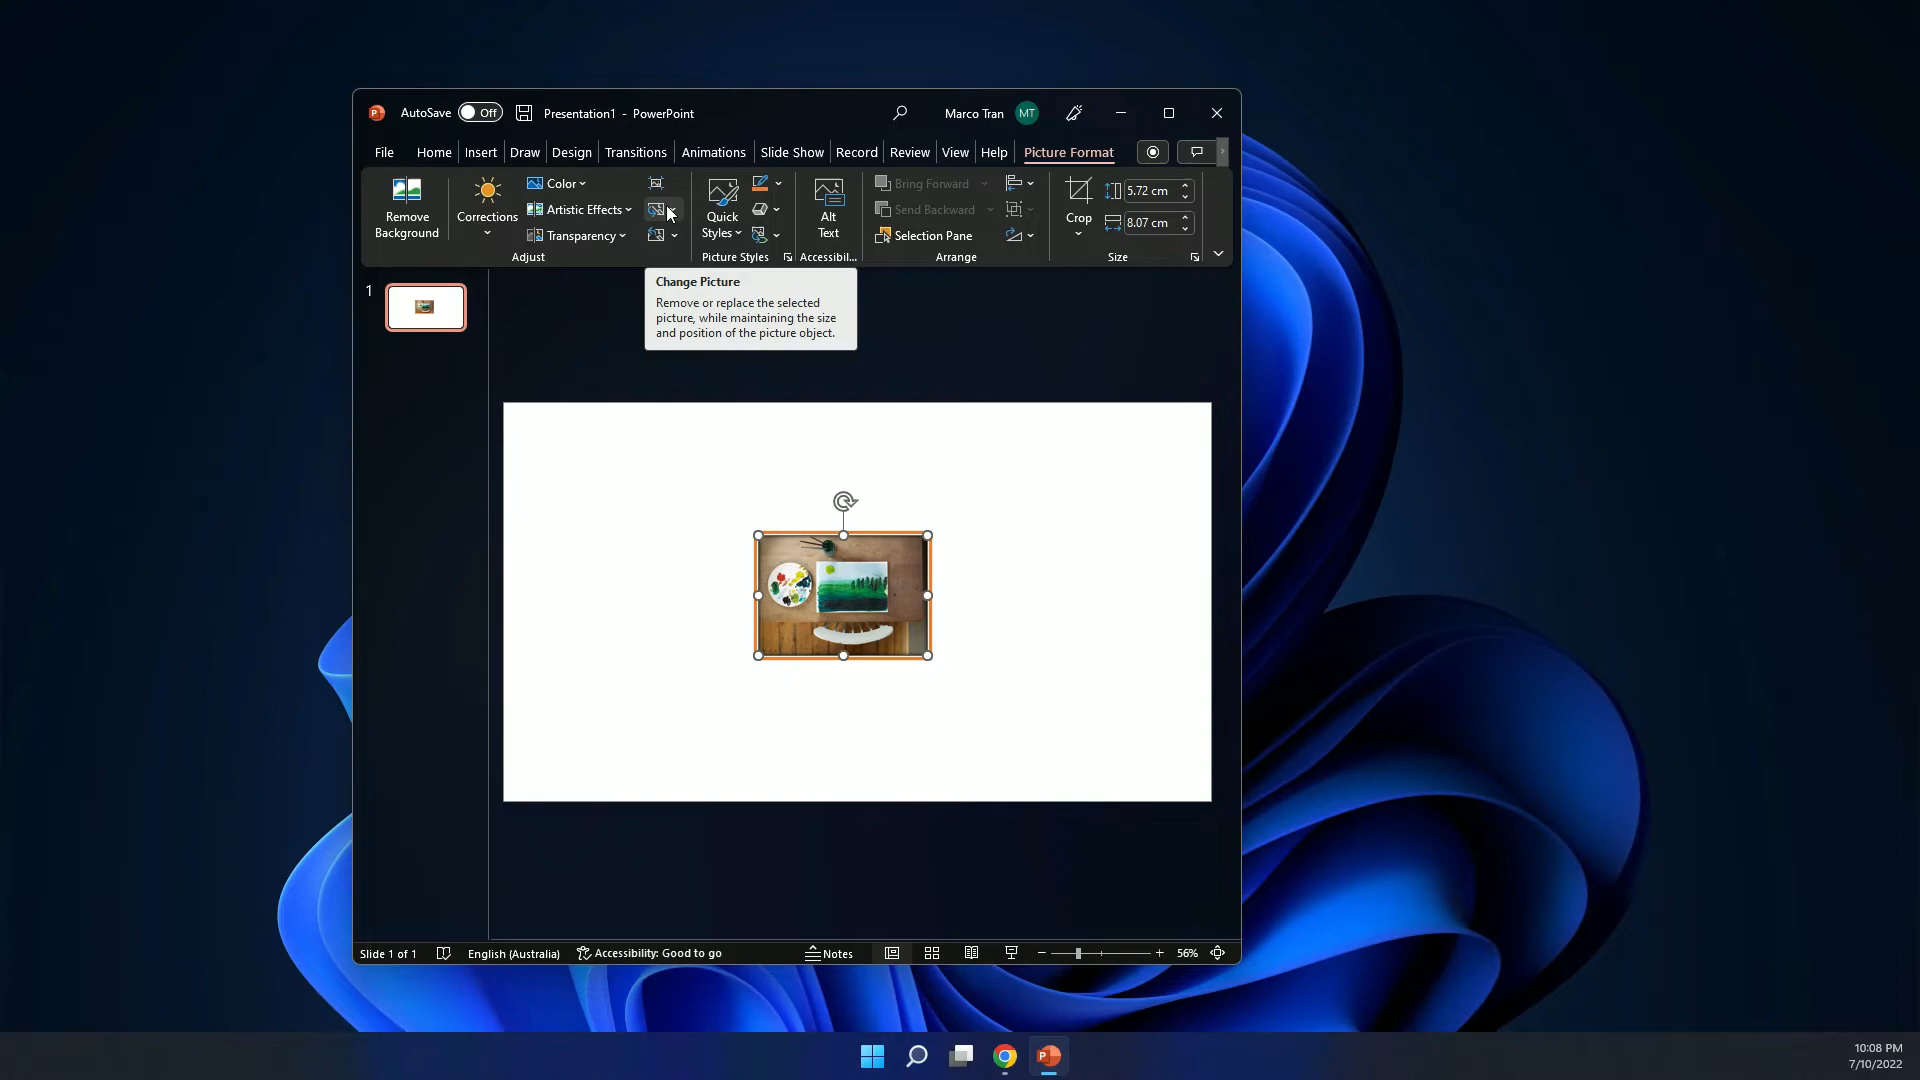 AutoSave Off Presentation1 - PowerPoint Marco Tran MT
File Home Insert Draw Design Transitions Animations Slide Show Record Review View Help Picture Format
Remove
Background
Corrections
Color
Artistic Effects
Transparency
Adjust
Quick
Styles
Picture Styles
Alt
Text
Accessibil...
Bring Forward
Send Backward
Selection Pane
Arrange
Crop
5.72 cm
8.07 cm
Size
Change Picture
Remove or replace the selected
picture, while maintaining the size
and position of the picture object.
1
Slide 1 of 1 English (Australia) Accessibility: Good to go Notes 56%
10:08 PM
7/10/2022